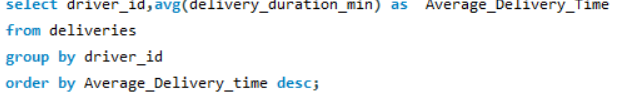 select driver_id,avg(delivery_duration_min) as  Average_Delivery_Time
from deliveries
group by driver_id
order by Average_Delivery_time desc;